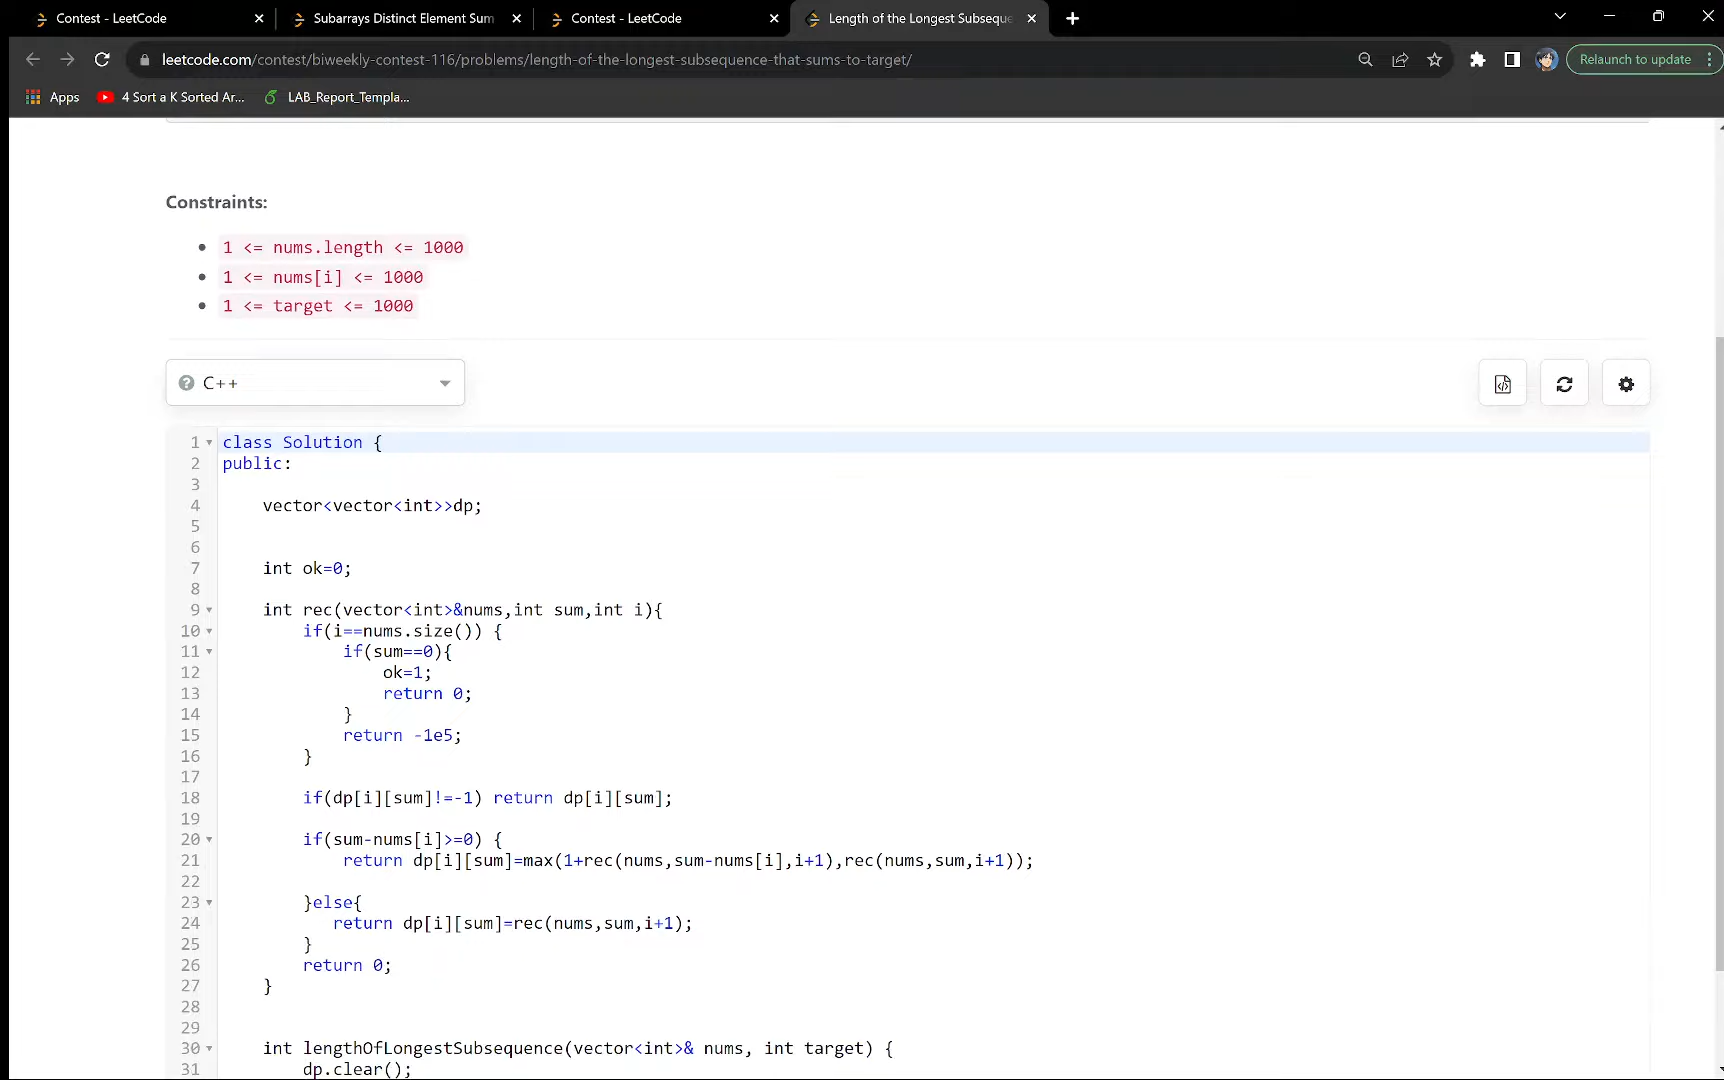 Contest - LeetCode
Subarrays Distinct Element Sum
Contest - LeetCode
Length of the Longest Subseque
leetcode.com/contest/biweekly-contest-116/problems/length-of-the-longest-subsequence-that-sums-to-target/
Relaunch to update
Apps
4 Sort a K Sorted Ar...
LAB_Report_Templa...
Constraints:
1 <= nums.length <= 1000
1 <= nums[i] <= 1000
1 <= target <= 1000
C++
1 class Solution {
2 public:
3
4     vector<vector<int>>dp;
5
6
7     int ok=0;
8
9     int rec(vector<int>&nums,int sum,int i){
10         if(i==nums.size()) {
11             if(sum==0){
12                 ok=1;
13                 return 0;
14             }
15             return -1e5;
16         }
17
18         if(dp[i][sum]!=-1) return dp[i][sum];
19
20         if(sum-nums[i]>=0) {
21             return dp[i][sum]=max(1+rec(nums,sum-nums[i],i+1),rec(nums,sum,i+1));
22
23         }else{
24            return dp[i][sum]=rec(nums,sum,i+1);
25         }
26         return 0;
27     }
28
29
30     int lengthOfLongestSubsequence(vector<int>& nums, int target) {
31         dp.clear();